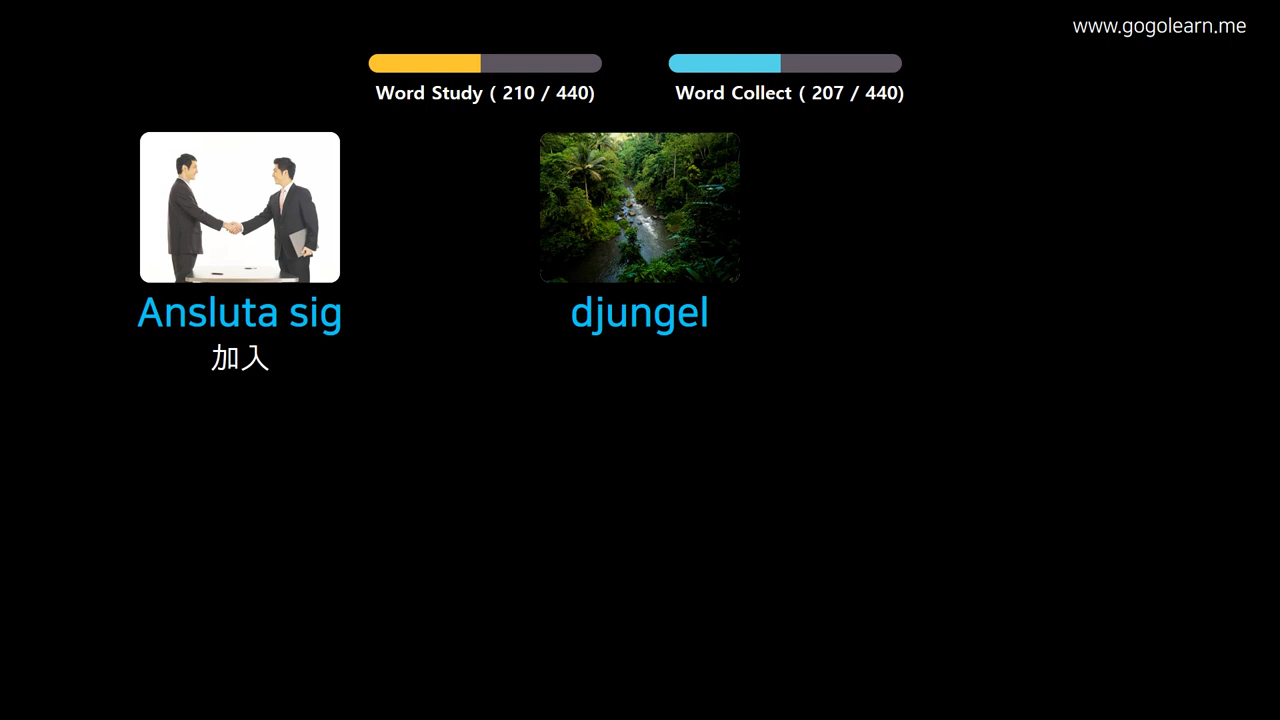 www.gogolearn.me
Word Study ( 210 / 440)
Word Collect ( 207 / 440)
Ansluta sig
djungel
加入